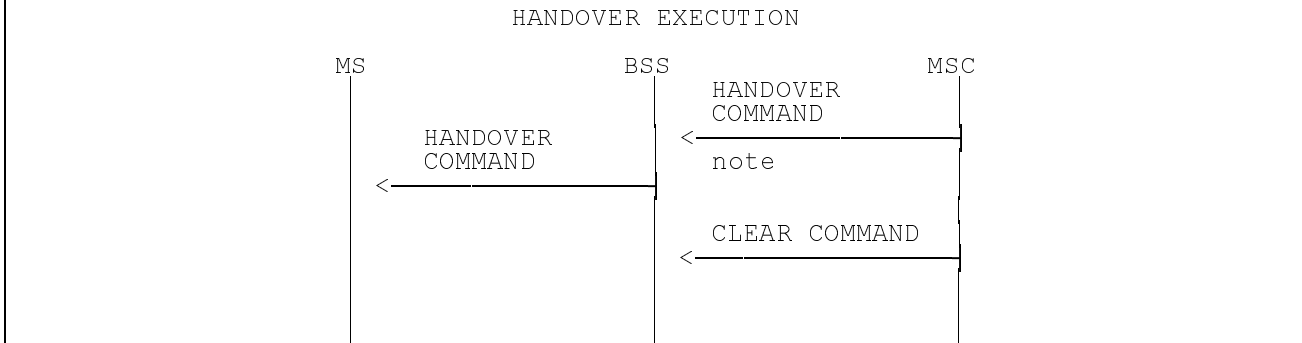 HANDOVER EXECUTION
MS BSS MSC
HANDOVER
COMMAND
HANDOVER
COMMAND
note
CLEAR COMMAND